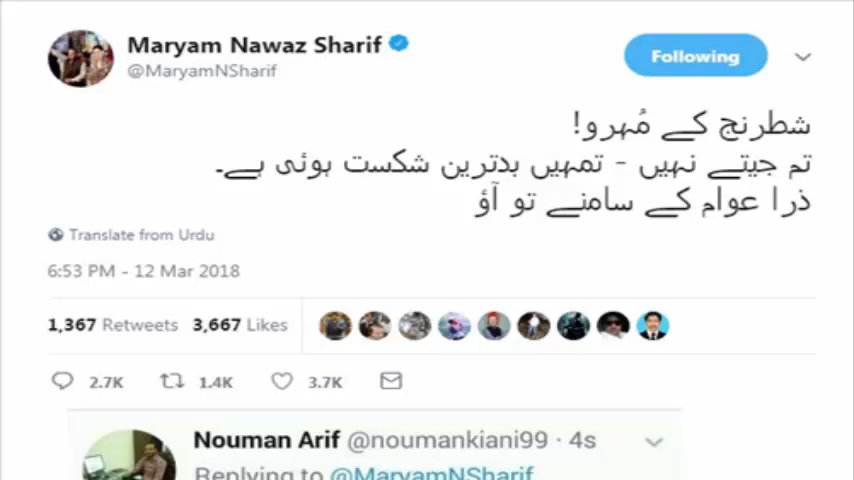 Maryam Nawaz Sharif
@MaryamNSharif
Following
شطرنج کے مُہرو!
تم جیتے نہیں - تمہیں بدترین شکست ہوئی ہے۔
ذرا عوام کے سامنے تو آؤ
Translate from Urdu
6:53 PM - 12 Mar 2018
1,367 Retweets 3,667 Likes
2.7K 1.4K 3.7K
Nouman Arif @noumankiani99 · 4s
Replying to @MaryamNSharif